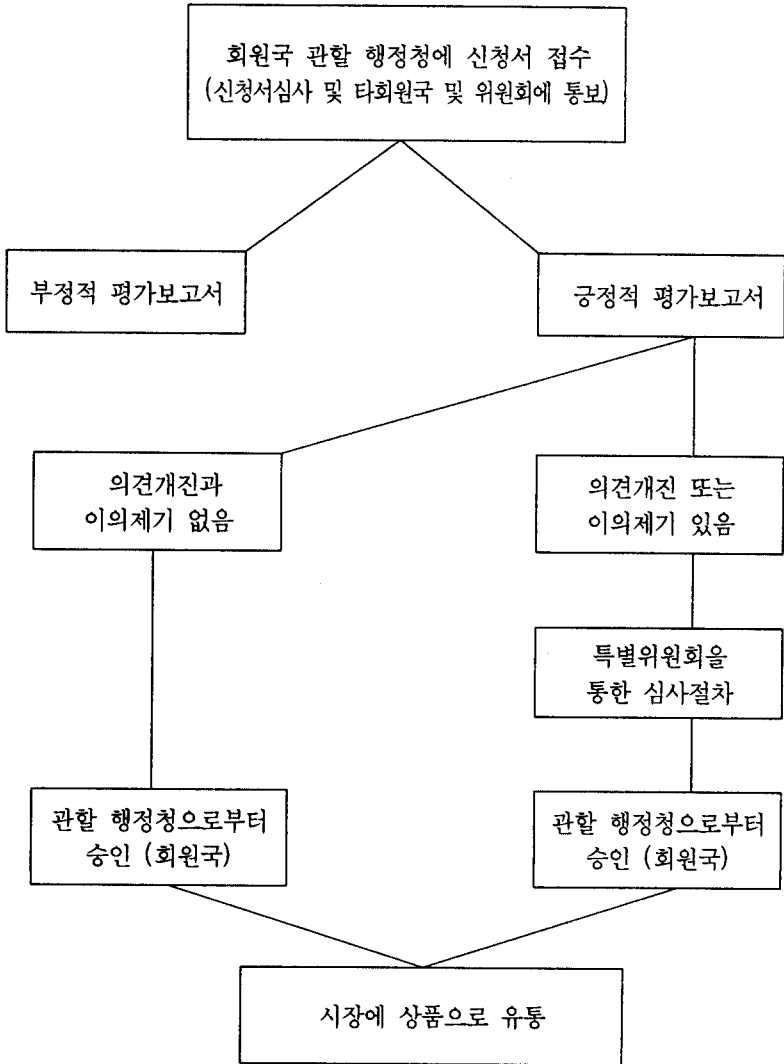 회원국 관할 행정청에 신청서 접수
(신청서심사 및 타회원국 및 위원회에 통보)
부정적 평가보고서
긍정적 평가보고서
의견개진과
이의제기 없음
의견개진 또는
이의제기 있음
특별위원회을
통한 심사절차
관할 행정청으로부터
승인 (회원국)
관할 행정청으로부터
승인 (회원국)
시장에 상품으로 유통